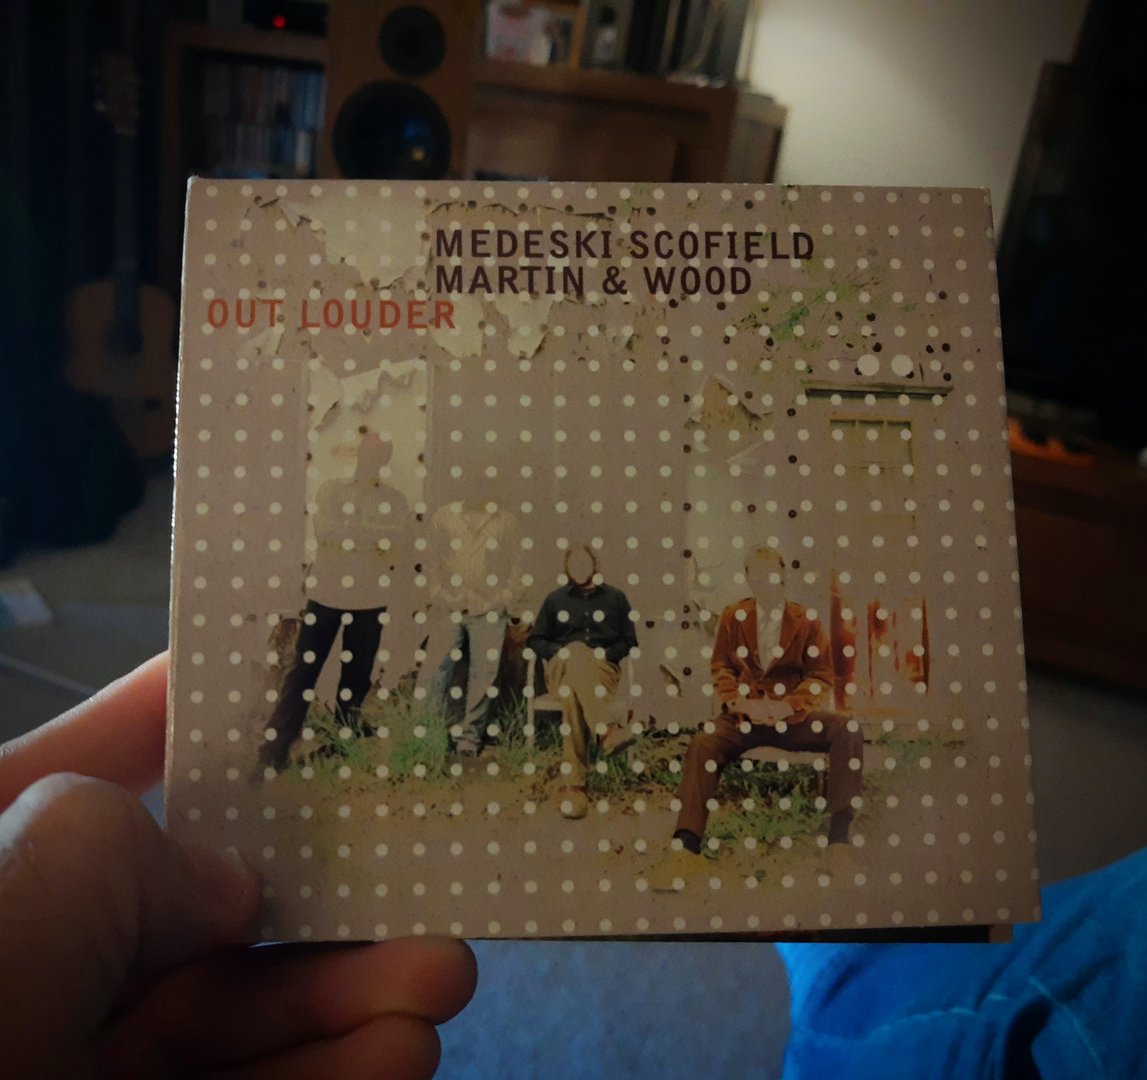 MEDESKI SCOFIELD
MARTIN & WOOD
OUT LOUDER